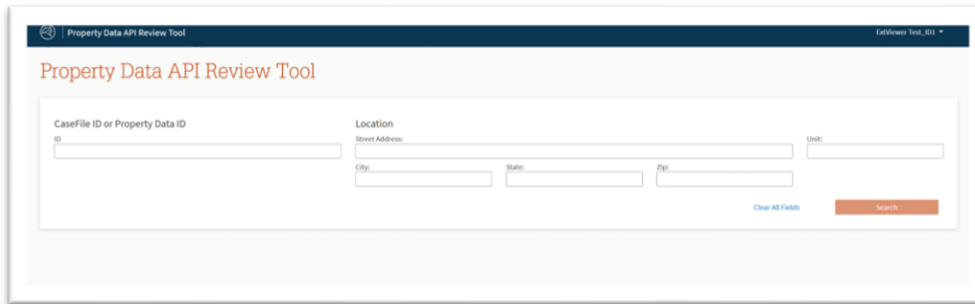 Property Data API Review Tool
ExtViewer Test_ID1
Property Data API Review Tool
CaseFile ID or Property Data ID
Location
ID
Street Address:
Unit:
City:
State:
Zip:
Clear All Fields
Search